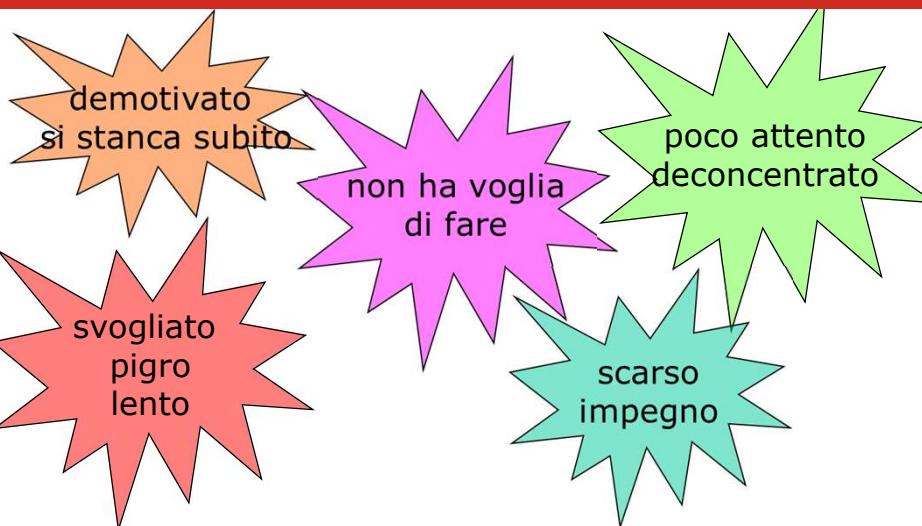 demotivato
si stanca subito
non ha voglia
di fare
poco attento
deconcentrato
svogliato
pigro
lento
scarso
impegno